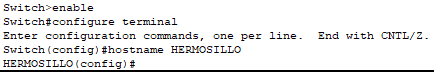 Switch>enable
Switch#configure terminal
Enter configuration commands, one per line.  End with CNTL/Z.
Switch(config)#hostname HERMOSILLO
HERMOSILLO(config)#